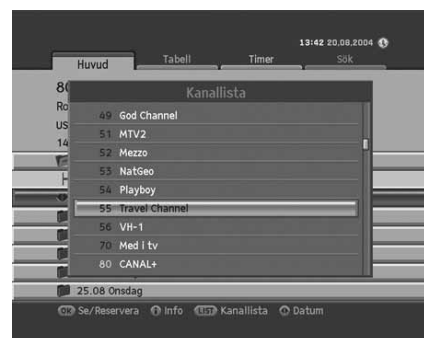 13:42 20,08,2004
Huvud Tabell Timer Sök
Kanallista
49 God Channel
51 MTV2
52 Mezzo
53 NatGeo
54 Playboy
55 Travel Channel
56 VH-1
70 Med i tv
80 CANAL+
25.08 Onsdag
OK Se/Reservera i Info LIST Kanallista Datum